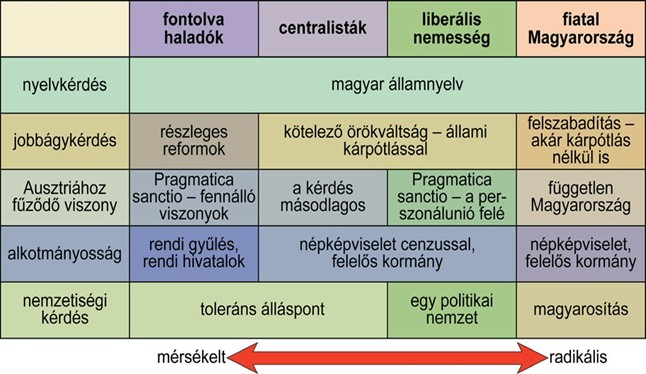 fontolva
haladók
centralisták
liberális
nemesség
fiatal
Magyarország
nyelvkérdés
magyar államnyelv
jobbágykérdés
részleges
reformok
kötelező örökváltság – állami
kárpótlással
felszabadítás –
akár kárpótlás
nélkül is
Ausztriához
fűződő viszony
Pragmatica
sanctio – fennálló
viszonyok
a kérdés
másodlagos
Pragmatica
sanctio – a per-
szonálunió felé
független
Magyarország
alkotmányosság
rendi gyűlés,
rendi hivatalok
népképviselet cenzussal,
felelős kormány
népképviselet,
felelős kormány
nemzetiségi
kérdés
toleráns álláspont
egy politikai
nemzet
magyarosítás
mérsékelt
radikális